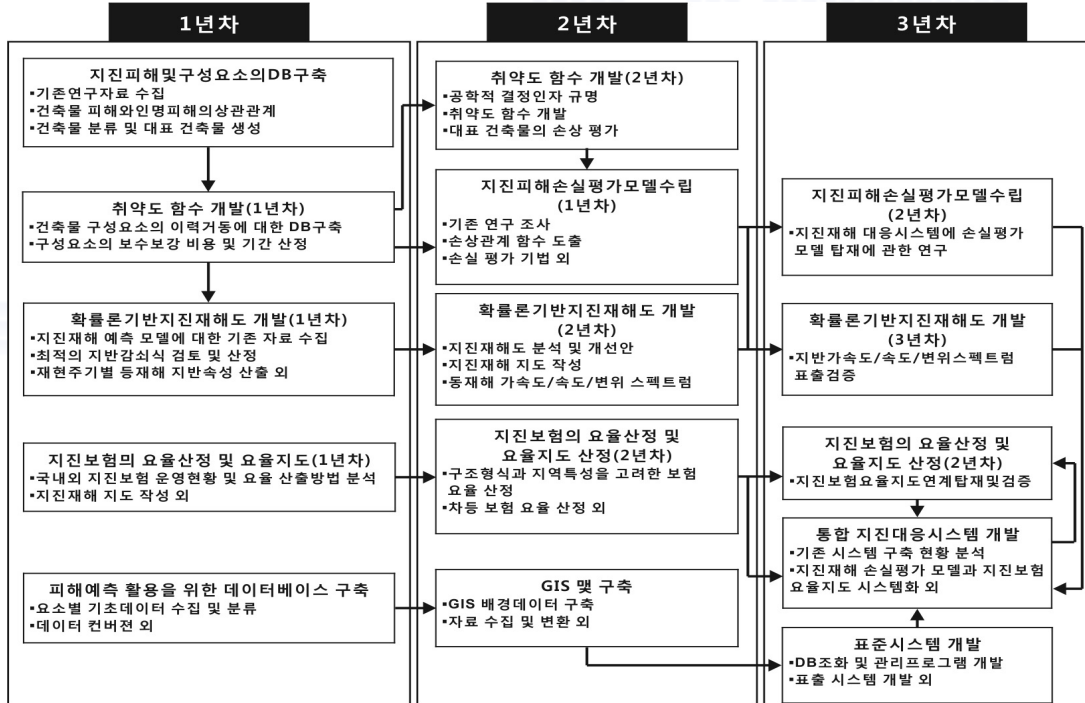 1년차
지진피해및구성요소의DB구축
▪기존연구자료 수집
▪건축물 피해와인명피해의상관관계
▪건축물 분류 및 대표 건축물 생성
취약도 함수 개발(1년차)
▪건축물 구성요소의 이력거동에 대한 DB구축
▪구성요소의 보수보강 비용 및 기간 산정
확률론기반지진재해도 개발(1년차)
▪지진재해 예측 모델에 대한 기존 자료 수집
▪최적의 지반감쇠식 검토 및 산정
▪재현주기별 등재해 지반속성 산출 외
지진보험의 요율산정 및 요율지도(1년차)
▪국내외 지진보험 운영현황 및 요율 산출방법 분석
▪지진재해 지도 작성 외
피해예측 활용을 위한 데이터베이스 구축
▪요소별 기초데이터 수집 및 분류
▪데이터 컨버젼 외
2년차
취약도 함수 개발(2년차)
▪공학적 결정인자 규명
▪취약도 함수 개발
▪대표 건축물의 손상 평가
지진피해손실평가모델수립
(1년차)
▪기존 연구 조사
▪손상관계 함수 도출
▪손실 평가 기법 외
확률론기반지진재해도 개발
(2년차)
▪지진재해도 분석 및 개선안
▪지진재해 지도 작성
▪동재해 가속도/속도/변위 스펙트럼
지진보험의 요율산정 및
요율지도 산정(2년차)
▪구조형식과 지역특성을 고려한 보험
요율 산정
▪차등 보험 요율 산정 외
GIS 맻 구축
▪GIS 배경데이터 구축
▪자료 수집 및 변환 외
3년차
지진피해손실평가모델수립
(2년차)
▪지진재해 대응시스템에 손실평가
모델 탑재에 관한 연구
확률론기반지진재해도 개발
(3년차)
▪지반가속도/속도/변위스펙트럼
표출검증
지진보험의 요율산정 및
요율지도 산정(2년차)
▪지진보험요율지도연계탑재및검증
통합 지진대응시스템 개발
▪기존 시스템 구축 현황 분석
▪지진재해 손실평가 모델과 지진보험
요율지도 시스템화 외
표준시스템 개발
▪DB조화 및 관리프로그램 개발
▪표출 시스템 개발 외